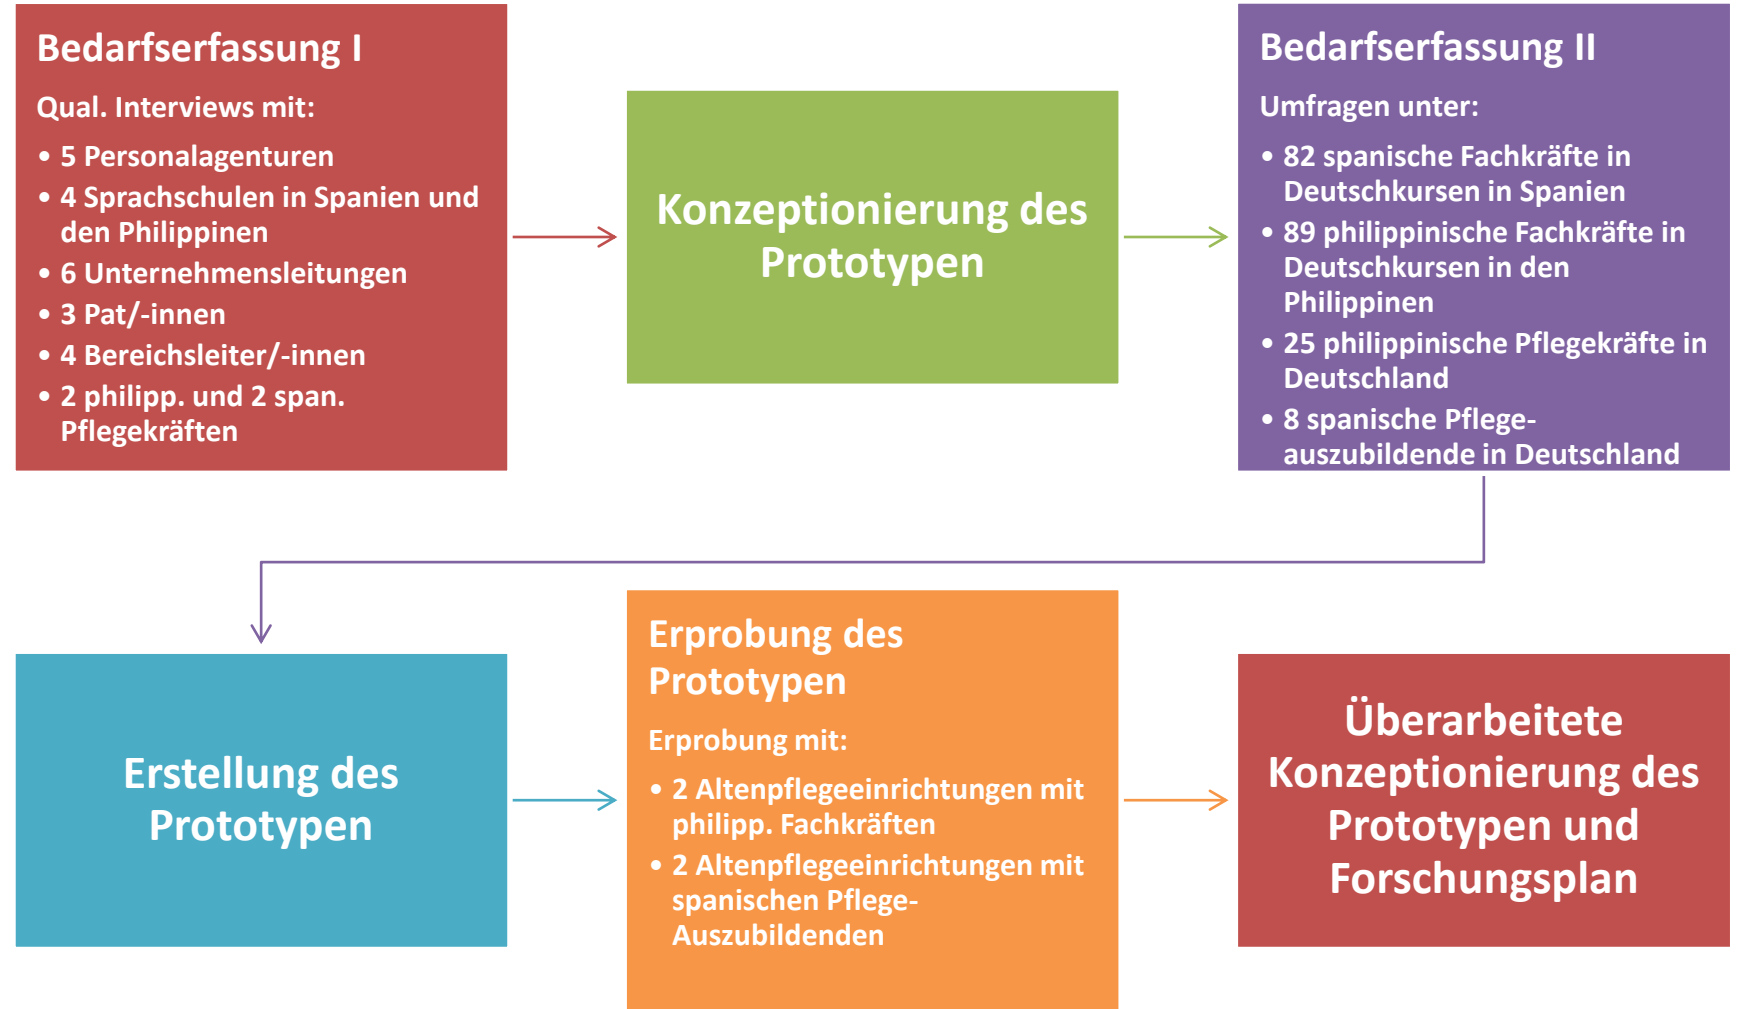 Bedarfserfassung I
Qual. Interviews mit:
• 5 Personalagenturen
• 4 Sprachschulen in Spanien und
den Philippinen
• 6 Unternehmensleitungen
• 3 Pat/-innen
• 4 Bereichsleiter/-innen
• 2 philipp. und 2 span.
Pflegekräften
Konzeptionierung des
Prototypen
Bedarfserfassung II
Umfragen unter:
• 82 spanische Fachkräfte in
Deutschkursen in Spanien
• 89 philippinische Fachkräfte in
Deutschkursen in den
Philippinen
• 25 philippinische Pflegekräfte in
Deutschland
• 8 spanische Pflege-
auszubildende in Deutschland
Erstellung des
Prototypen
Erprobung des
Prototypen
Erprobung mit:
• 2 Altenpflegeeinrichtungen mit
philipp. Fachkräften
• 2 Altenpflegeeinrichtungen mit
spanischen Pflege-
Auszubildenden
Überarbeitete
Konzeptionierung des
Prototypen und
Forschungsplan